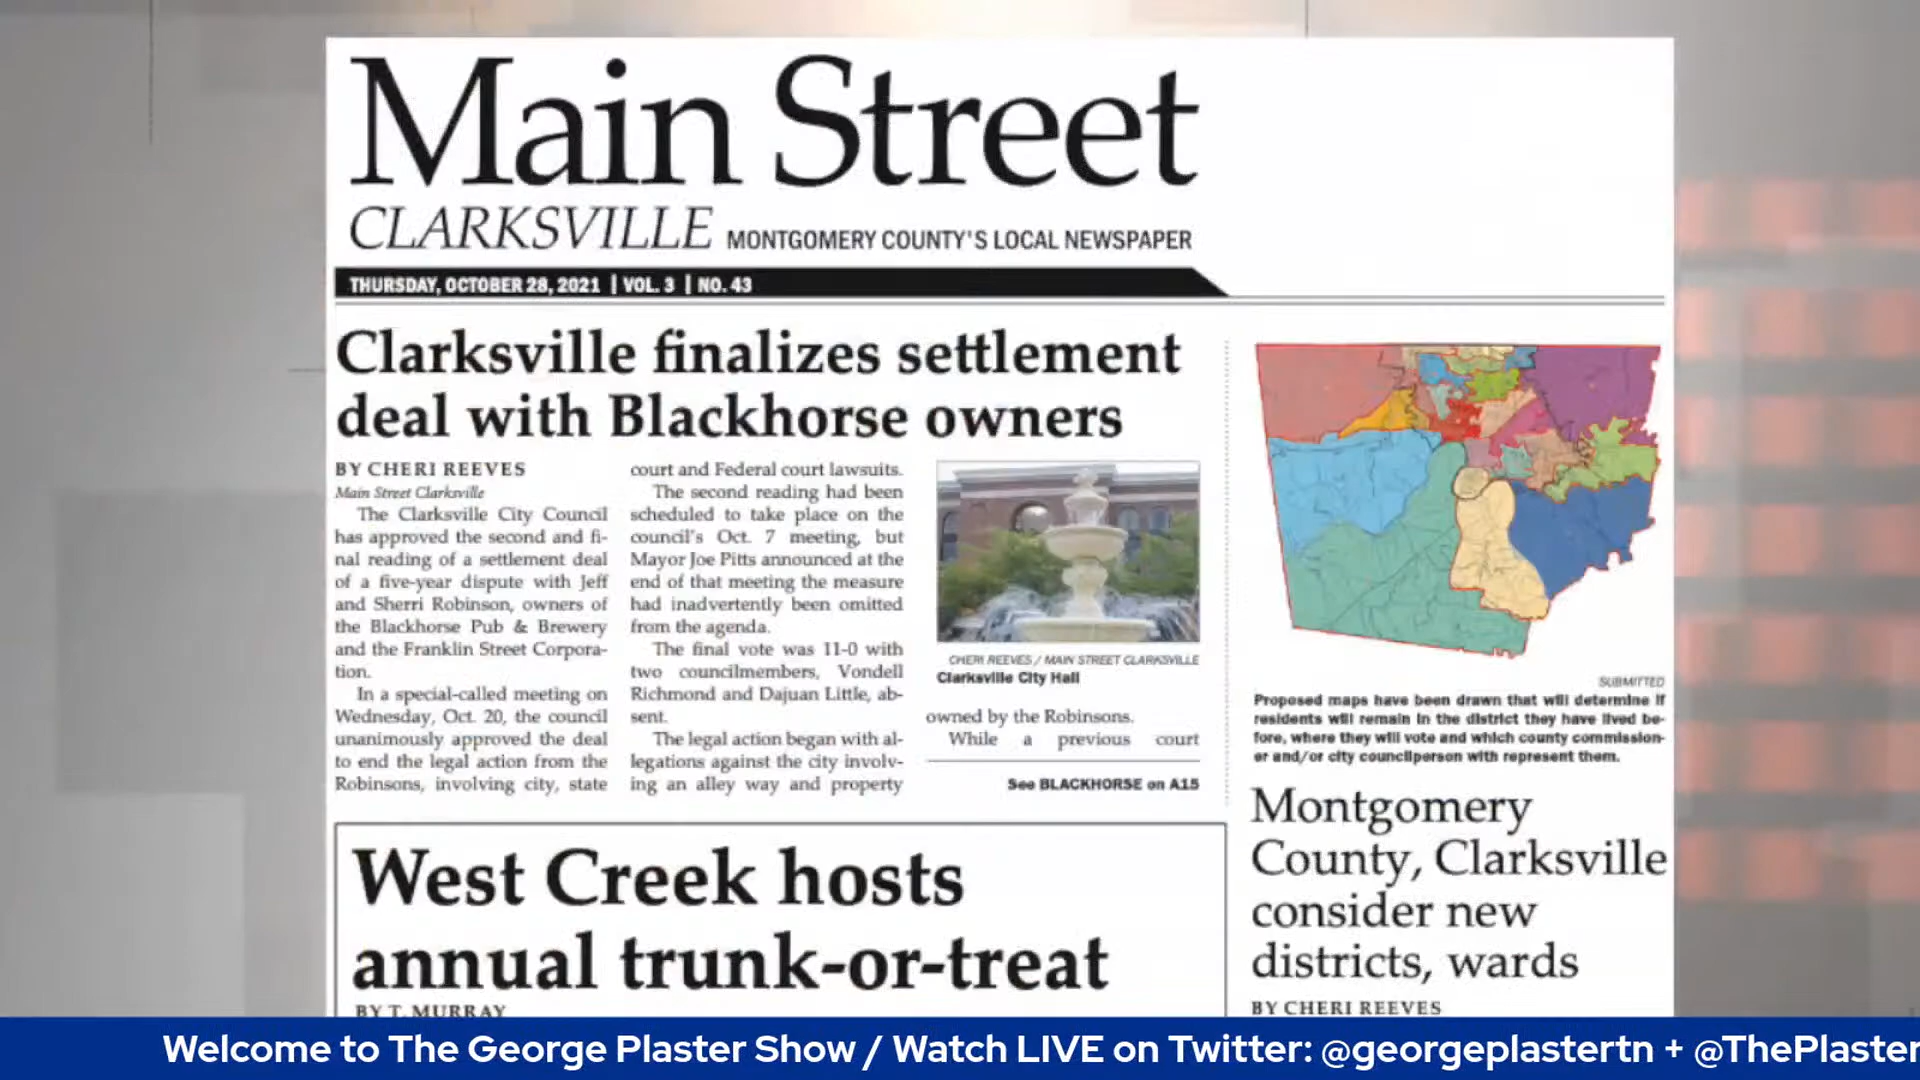 Main Street
CLARKSVILLE MONTGOMERY COUNTY'S LOCAL NEWSPAPER
THURSDAY, OCTOBER 28, 2021 | VOL. 3 | NO. 43
Clarksville finalizes settlement
deal with Blackhorse owners
BY CHERI REEVES
Main Street Clarksville
The Clarksville City Council
has approved the second and fi-
nal reading of a settlement deal
of a five-year dispute with Jeff
and Sherri Robinson, owners of
the Blackhorse Pub & Brewery
and the Franklin Street Corpora-
tion.
In a special-called meeting on
Wednesday, Oct. 20, the council
unanimously approved the deal
to end the legal action from the
Robinsons, involving city, state
court and Federal court lawsuits.
The second reading had been
scheduled to take place on the
council's Oct. 7 meeting, but
Mayor Joe Pitts announced at the
end of that meeting the measure
had inadvertently been omitted
from the agenda.
The final vote was 11-0 with
two councilmembers, Vondell
Richmond and Dajuan Little, ab-
sent.
The legal action began with al-
legations against the city involv-
ing an alley way and property
CHERI REEVES / MAIN STREET CLARKSVILLE
Clarksville City Hall
owned by the Robinsons.
While a previous court
See BLACKHORSE on A15
SUBMITTED
Proposed maps have been drawn that will determine if
residents will remain in the district they have lived be-
fore, where they will vote and which county commission-
er and/or city councilperson with represent them.
Montgomery
County, Clarksville
consider new
districts, wards
BY CHERI REEVES
West Creek hosts
annual trunk-or-treat
BY T. MURRAY
Welcome to The George Plaster Show / Watch LIVE on Twitter: @georgeplastertn + @ThePlaster